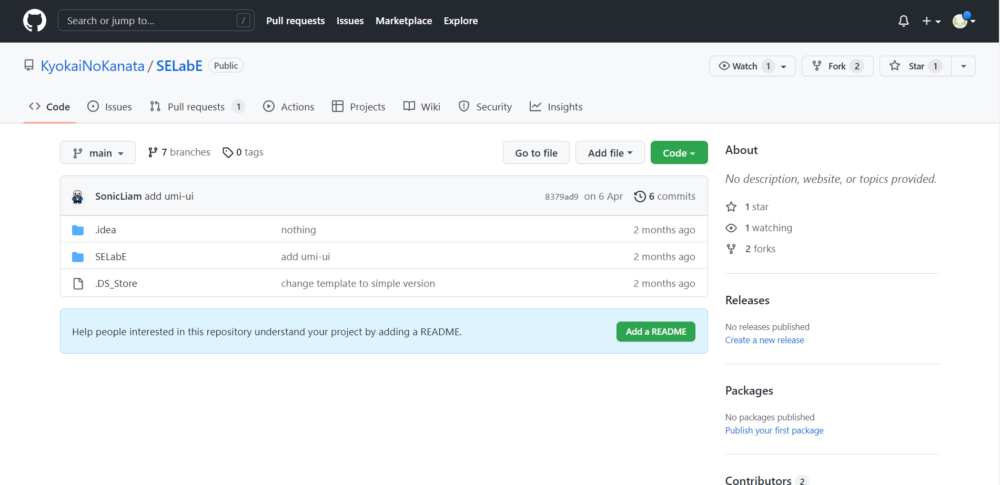 Search or jump to... / Pull requests Issues Marketplace Explore
KyokaiNoKanata / SELabE Public Watch 1 Fork 2 Star 1
Code Issues Pull requests 1 Actions Projects Wiki Security Insights
main 7 branches 0 tags Go to file Add file Code
SonicLiam add umi-ui 8379ad9 on 6 Apr 6 commits
.idea nothing 2 months ago
SELabE add umi-ui 2 months ago
.DS_Store change template to simple version 2 months ago
Help people interested in this repository understand your project by adding a README. Add a README
About
No description, website, or topics provided.
1 star
1 watching
2 forks
Releases
No releases published
Create a new release
Packages
No packages published
Publish your first package
Contributors 2